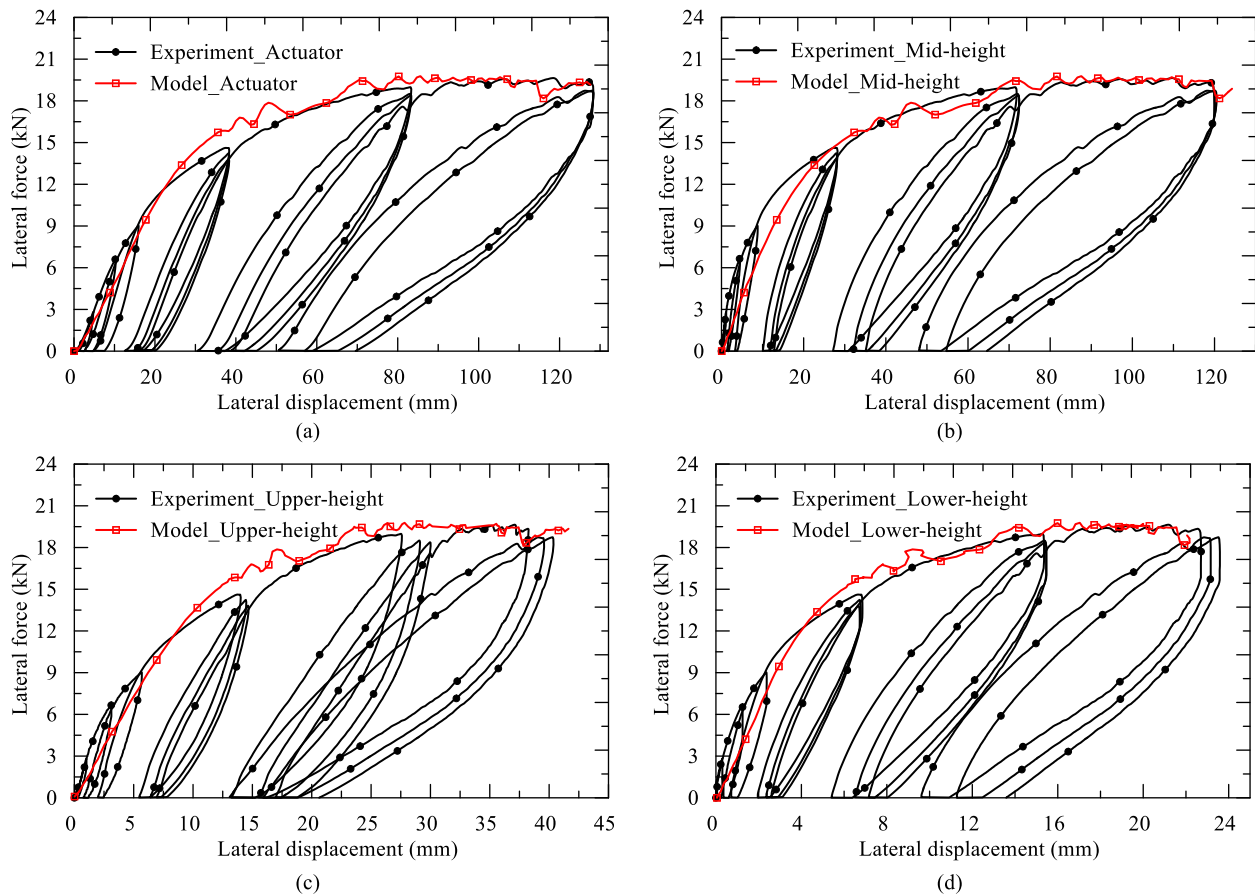 24
21
18
15
12
9
6
3
0
Lateral force (kN)
Experiment_Actuator
Model_Actuator
0 20 40 60 80 100 120
Lateral displacement (mm)
(a)
24
21
18
15
12
9
6
3
0
Lateral force (kN)
Experiment_Mid-height
Model_Mid-height
0 20 40 60 80 100 120
Lateral displacement (mm)
(b)
24
21
18
15
12
9
6
3
0
Lateral force (kN)
Experiment_Upper-height
Model_Upper-height
0 5 10 15 20 25 30 35 40 45
Lateral displacement (mm)
(c)
24
21
18
15
12
9
6
3
0
Lateral force (kN)
Experiment_Lower-height
Model_Lower-height
0 4 8 12 16 20 24
Lateral displacement (mm)
(d)